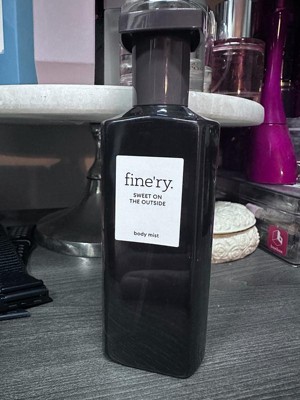 fine'ry.
SWEET ON
THE OUTSIDE
body mist